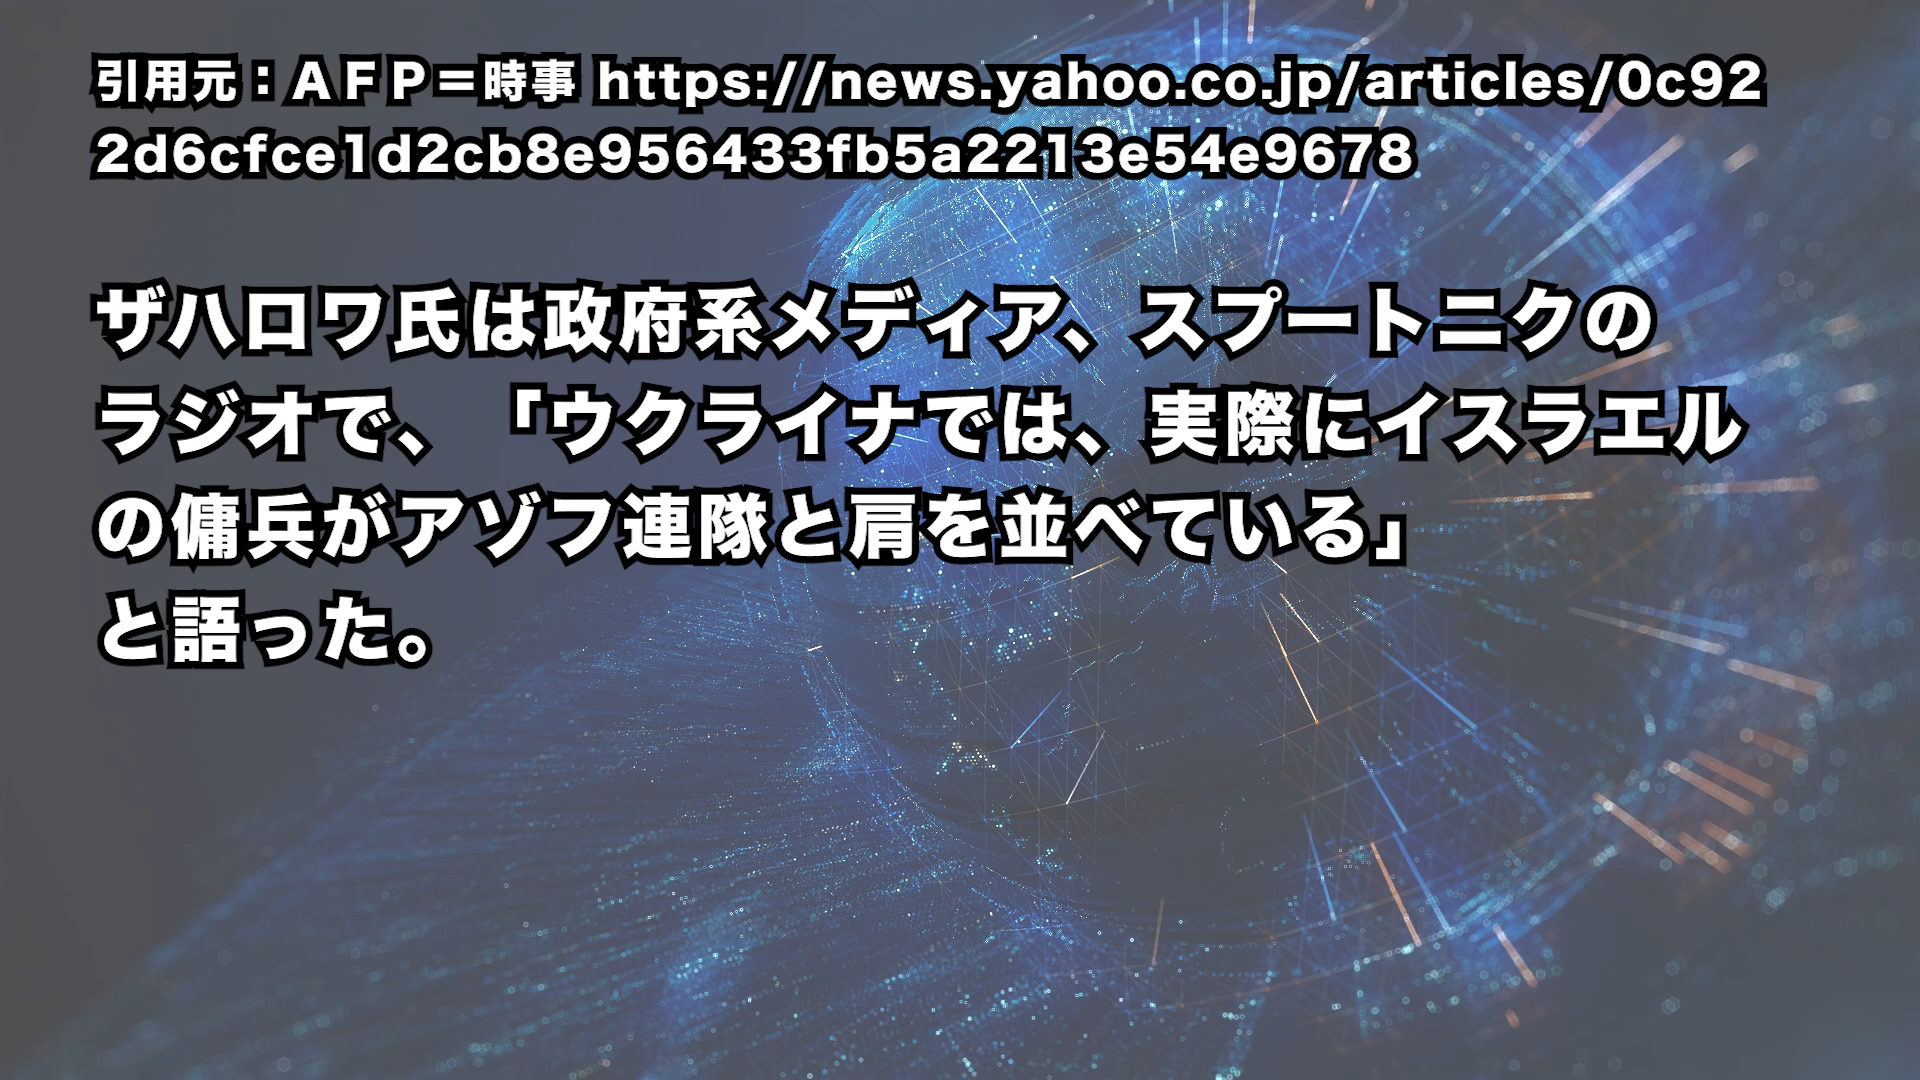 引用元：ＡＦＰ＝時事 https://news.yahoo.co.jp/articles/0c92
2d6cfce1d2cb8e956433fb5a2213e54e9678
ザハロワ氏は政府系メディア、スプートニクの
ラジオで、「ウクライナでは、実際にイスラエル
の傭兵がアゾフ連隊と肩を並べている」
と語った。